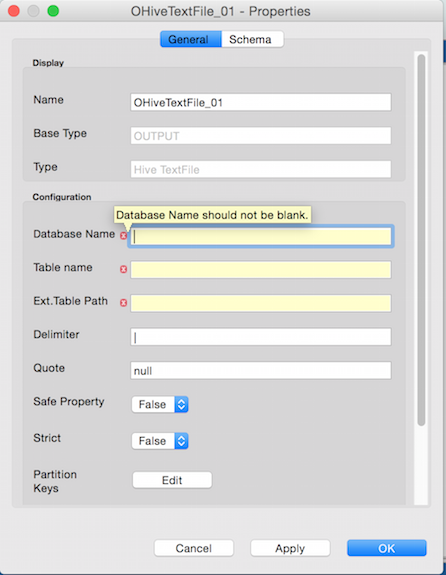 OHiveTextFile_01 - Properties
General Schema
Display
Name OHiveTextFile_01
Base Type OUTPUT
Type Hive TextFile
Configuration
Database Name should not be blank.
Database Name
Table name
Ext.Table Path
Delimiter |
Quote null
Safe Property False
Strict False
Partition
Keys
Edit
Cancel Apply OK